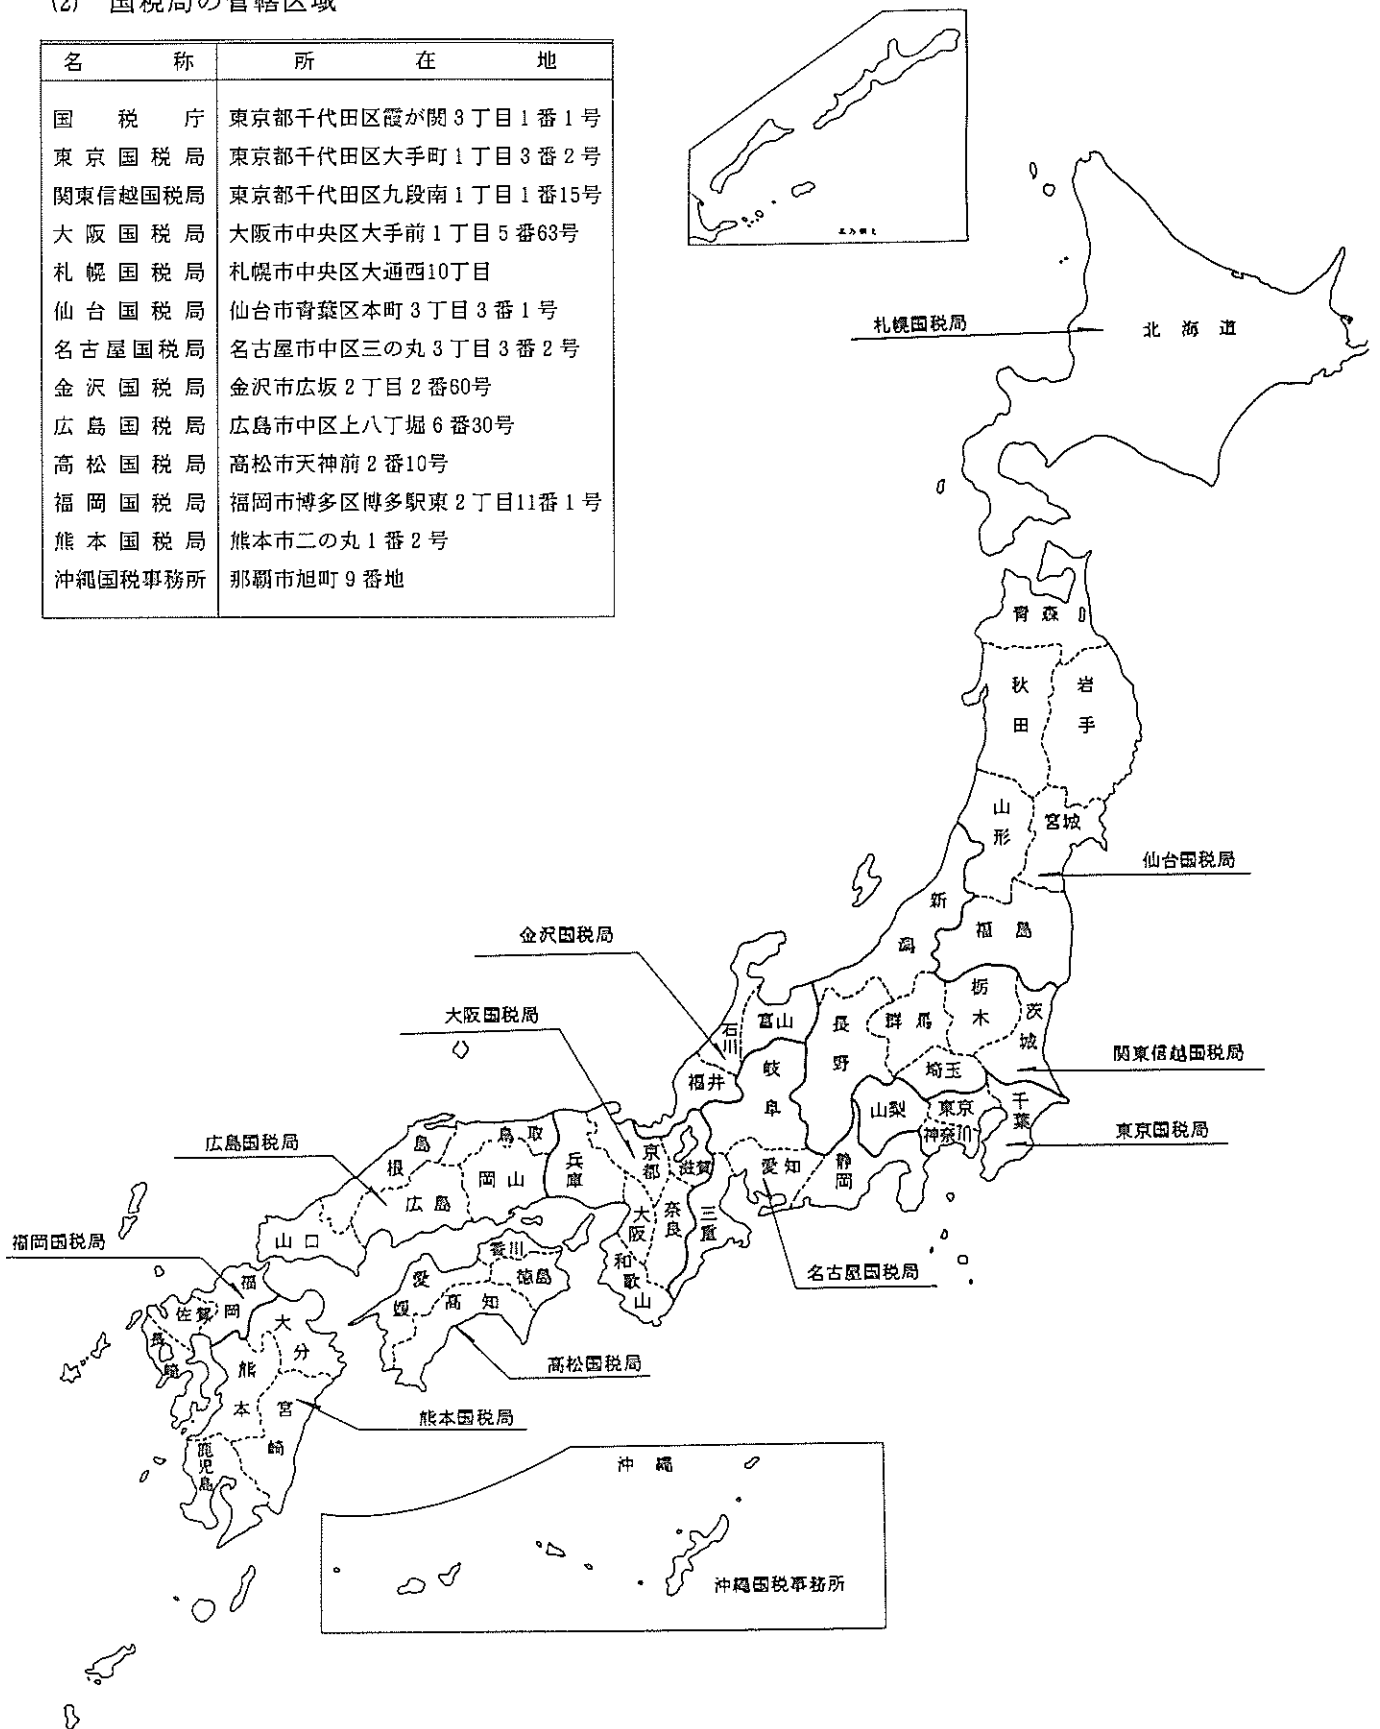 (2) 国税局の管轄区域
名称 所在地
国税庁 東京都千代田区霞が関3丁目1番1号
東京国税局 東京都千代田区大手町1丁目3番2号
関東信越国税局 東京都千代田区九段南1丁目1番15号
大阪国税局 大阪市中央区大手前1丁目5番63号
札幌国税局 札幌市中央区大通西10丁目
仙台国税局 仙台市青葉区本町3丁目3番1号
名古屋国税局 名古屋市中区三の丸3丁目3番2号
金沢国税局 金沢市広坂2丁目2番60号
広島国税局 広島市中区上八丁堀6番30号
高松国税局 高松市天神前2番10号
福岡国税局 福岡市博多区博多駅東2丁目11番1号
熊本国税局 熊本市二の丸1番2号
沖縄国税事務所 那覇市旭町9番地
札幌国税局
北海道
青森
秋田
岩手
山形
宮城
仙台国税局
新潟
福島
金沢国税局
大阪国税局
石川
富山
長野
群馬
栃木
茨城
関東信越国税局
福井
岐阜
埼玉
山梨
東京
千葉
神奈川
東京国税局
広島国税局
島根
鳥取
岡山
広島
兵庫
京都
滋賀
愛知
静岡
山口
大阪
奈良
三重
和歌山
名古屋国税局
福岡国税局
香川
徳島
愛媛
高知
高松国税局
福岡
佐賀
長崎
大分
熊本
宮崎
熊本国税局
鹿児島
沖縄
沖縄国税事務所